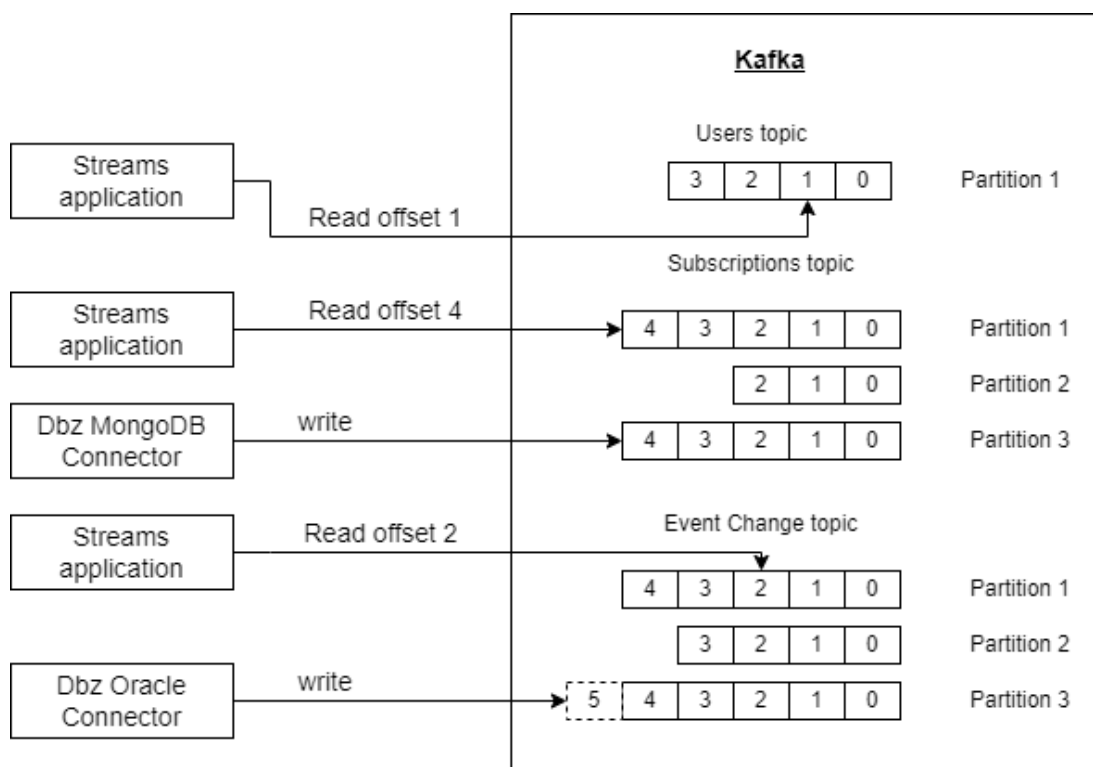 Kafka
Users topic
Streams
application
3 2 1 0
Partition 1
Read offset 1
Subscriptions topic
Streams
application
Read offset 4
4 3 2 1 0
Partition 1
2 1 0
Partition 2
Dbz MongoDB
Connector
write
4 3 2 1 0
Partition 3
Event Change topic
Streams
application
Read offset 2
4 3 2 1 0
Partition 1
3 2 1 0
Partition 2
Dbz Oracle
Connector
write
5 4 3 2 1 0
Partition 3